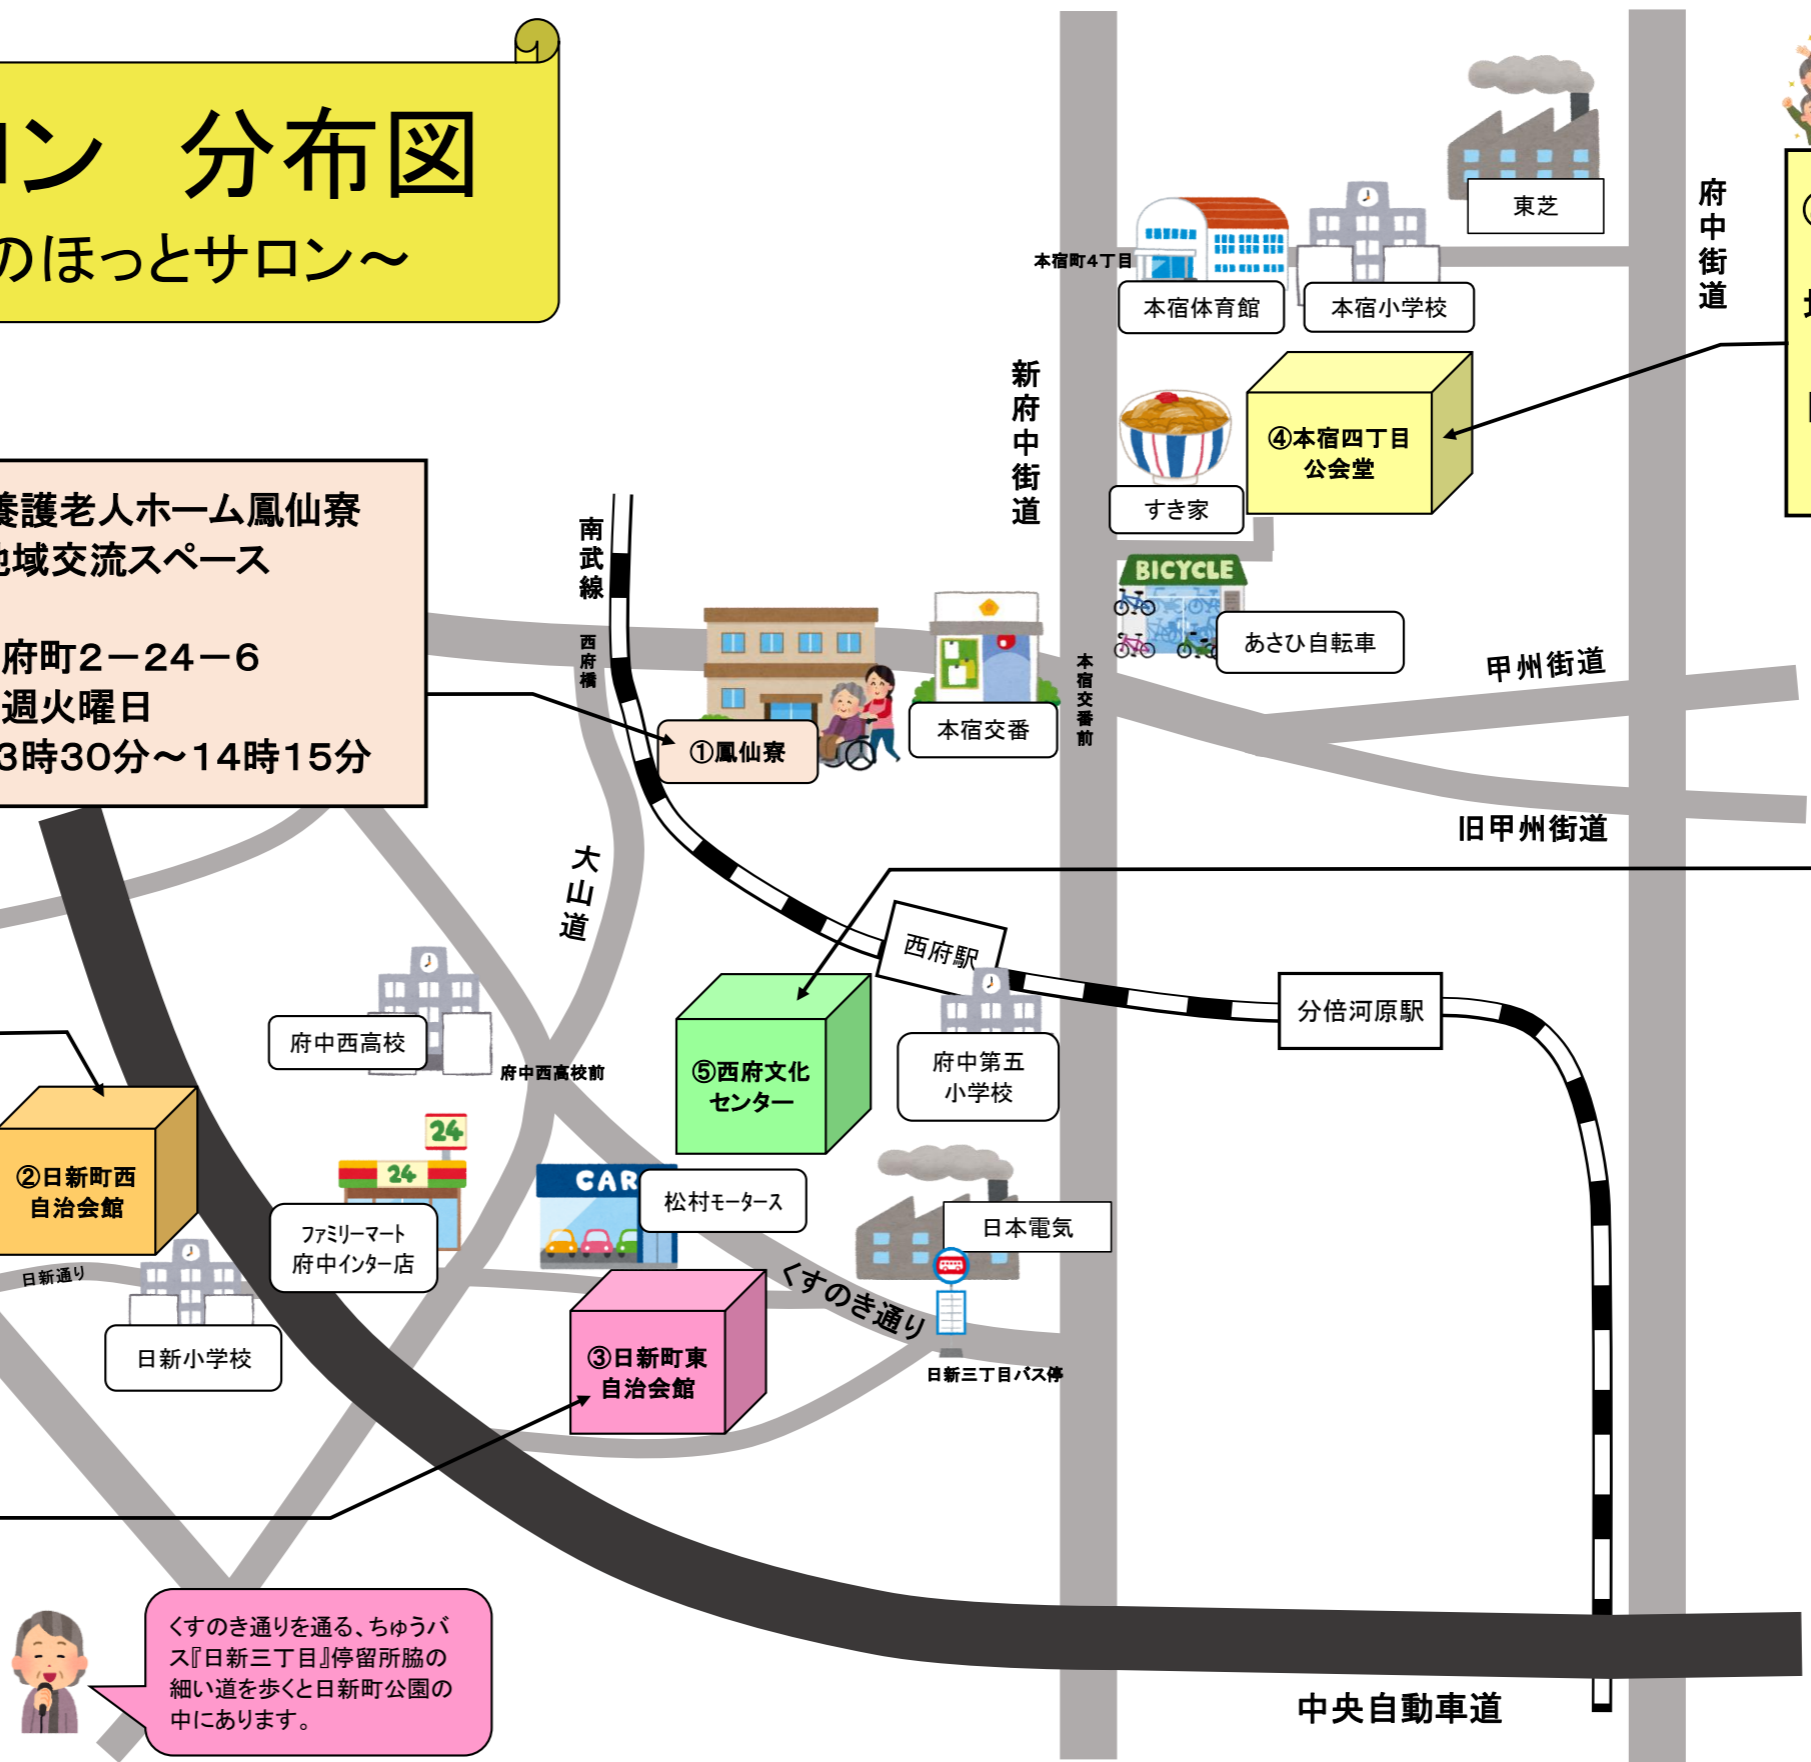 ロン　分布図
のほっとサロン～
養護老人ホーム鳳仙寮
地域交流スペース
府町2－24－6
週火曜日
3時30分～14時15分
東芝
府中街道
本宿町4丁目
本宿体育館
本宿小学校
新府中街道
④本宿四丁目
公会堂
すき家
BICYCLE
あさひ自転車
南武線
西府橋
①鳳仙寮
本宿交番
本宿交番前
甲州街道
旧甲州街道
大山道
西府駅
分倍河原駅
府中西高校
府中西高校前
⑤西府文化
センター
府中第五
小学校
②日新町西
自治会館
24
24
ファミリーマート
府中インター店
CAR
松村モータース
日本電気
日新通り
くすのき通り
日新小学校
③日新町東
自治会館
日新三丁目バス停
くすのき通りを通る、ちゅうバ
ス『日新三丁目』停留所脇の
細い道を歩くと日新町公園の
中にあります。
中央自動車道